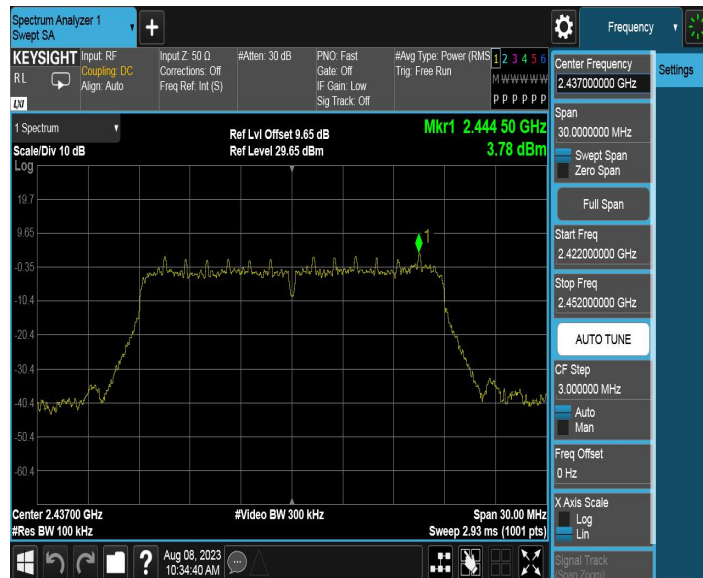 Spectrum Analyzer 1
Swept SA
+
Frequency
KEYSIGHT
RL
LXI
Input: RF
Coupling: DC
Align: Auto
Input Z: 50 Ω
Corrections: Off
Freq Ref: Int (S)
#Atten: 30 dB
PNO: Fast
Gate: Off
IF Gain: Low
Sig Track: Off
#Avg Type: Power (RMS
Trig: Free Run
1 2 3 4 5 6
M W W W W W
P P P P P P
1 Spectrum
Scale/Div 10 dB
Log
Ref Lvl Offset 9.65 dB
Ref Level 29.65 dBm
Mkr1 2.444 50 GHz
3.78 dBm
19.7
9.65
-0.35
-10.4
-20.4
-30.4
-40.4
-50.4
-60.4
1
Center 2.43700 GHz
#Res BW 100 kHz
#Video BW 300 kHz
Span 30.00 MHz
Sweep 2.93 ms (1001 pts)
?
Aug 08, 2023
10:34:40 AM
Center Frequency
2.437000000 GHz
Span
30.0000000 MHz
Swept Span
Zero Span
Full Span
Start Freq
2.422000000 GHz
Stop Freq
2.452000000 GHz
AUTO TUNE
CF Step
3.000000 MHz
Auto
Man
Freq Offset
0 Hz
X Axis Scale
Log
Lin
Signal Track
(Span Zoom)
Settings